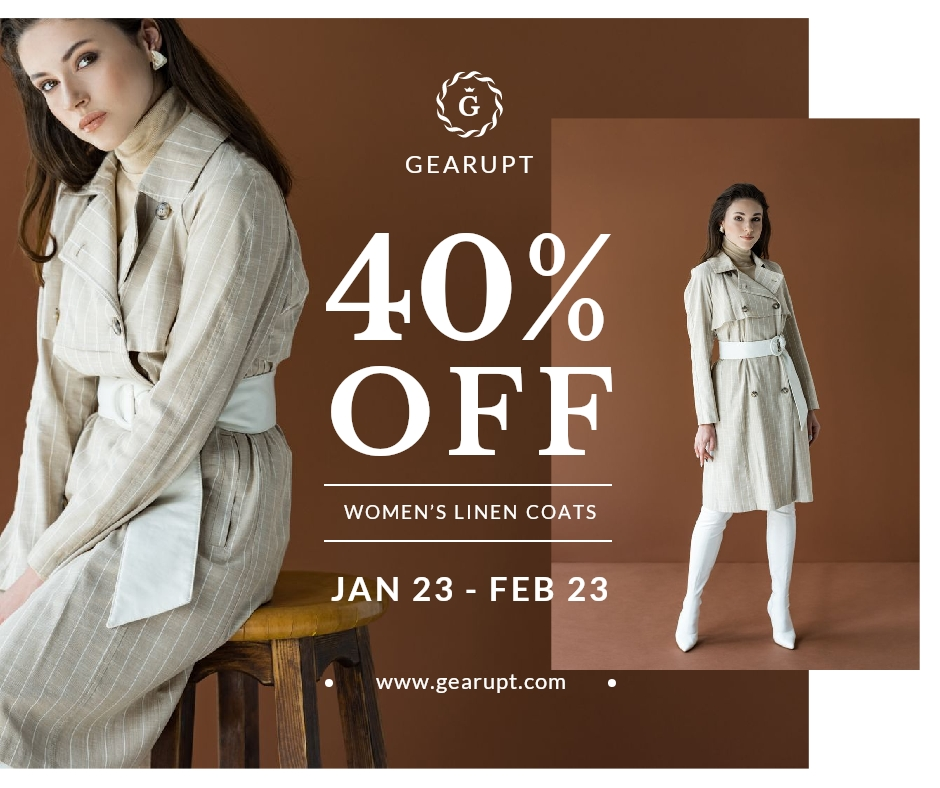 G
GEARUPT
40%
OFF
WOMEN'S LINEN COATS
JAN 23 - FEB 23
www.gearupt.com